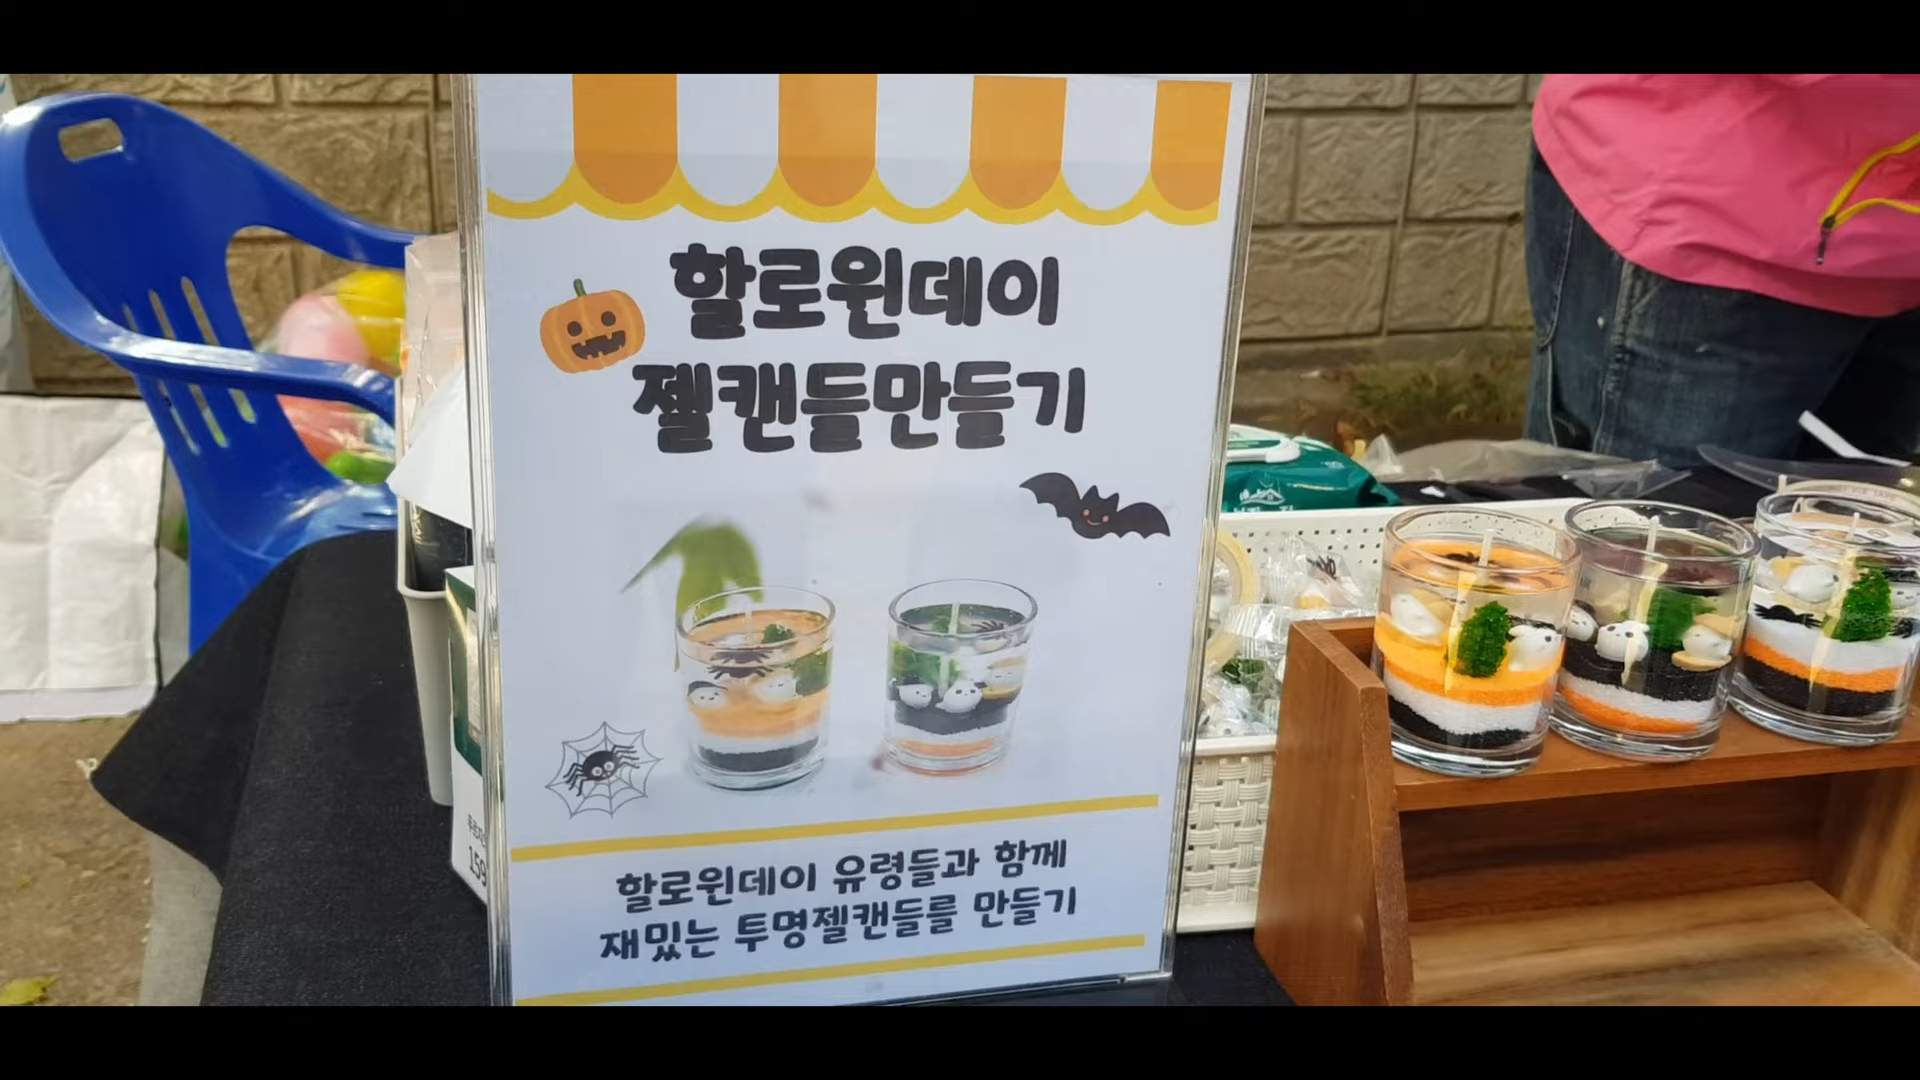 할로윈데이
젤캔들만들기
할로윈데이 유령들과 함께
재밌는 투명젤캔들를 만들기
159